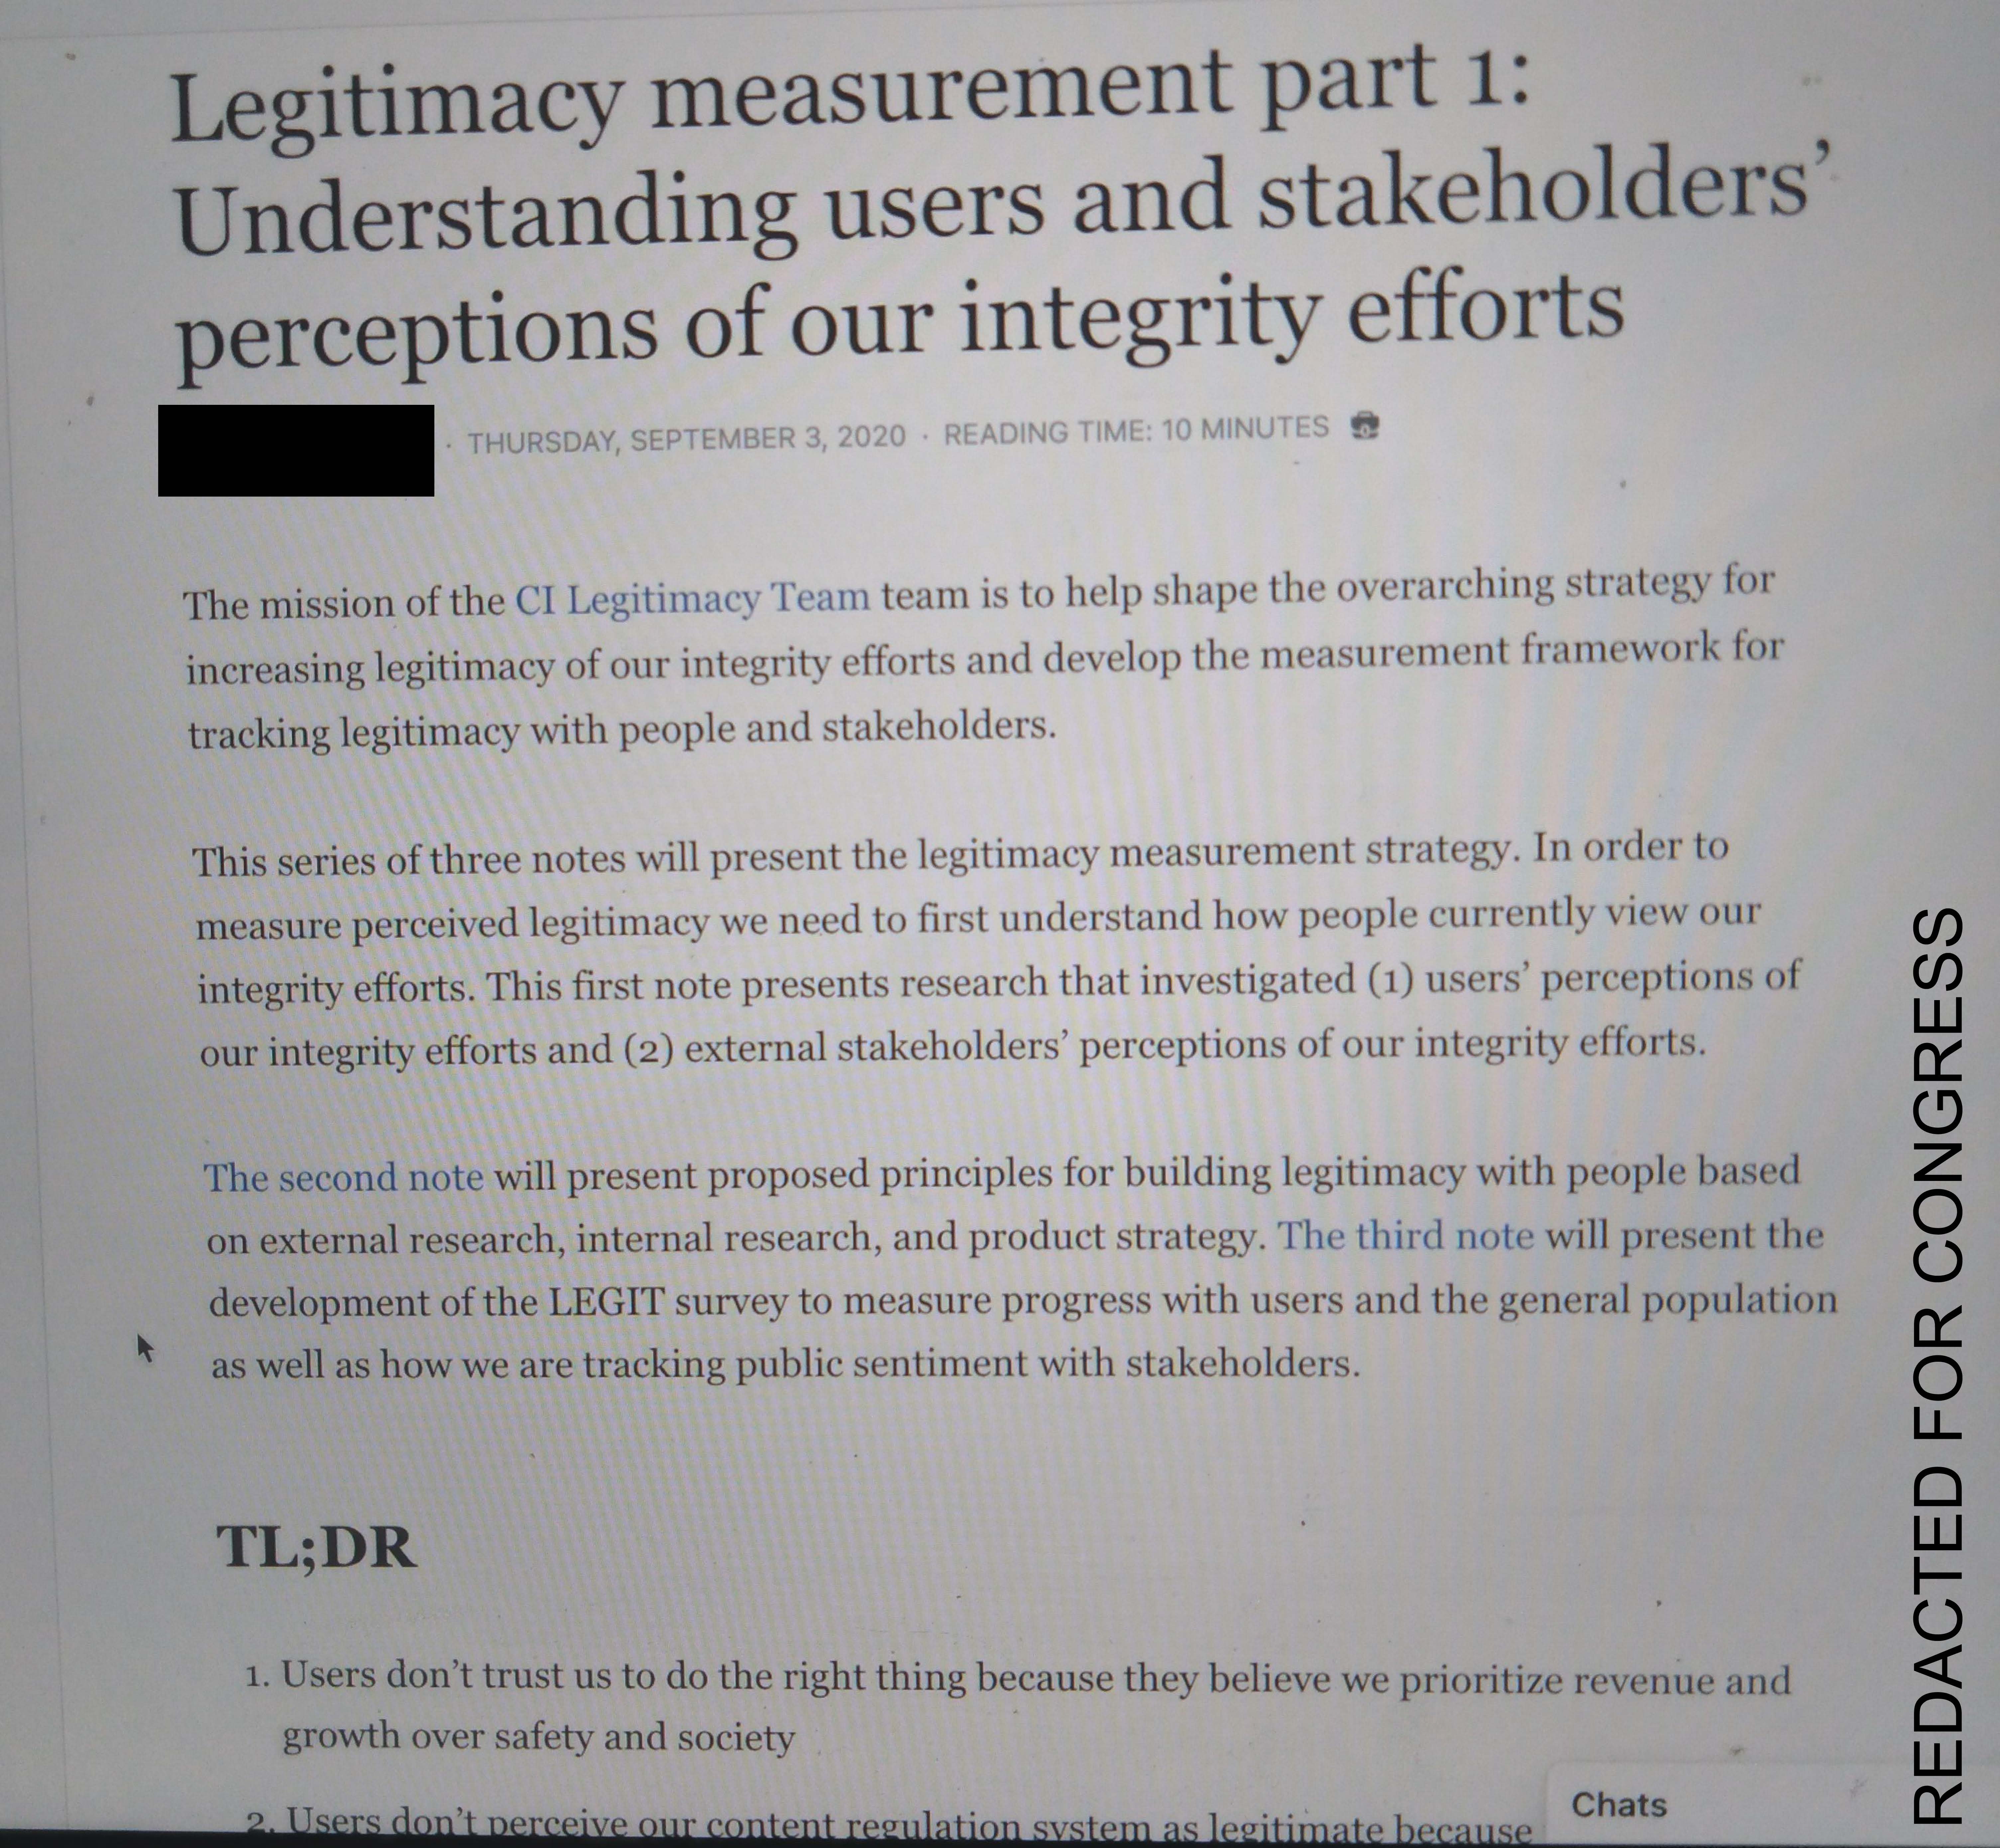 Legitimacy measurement part 1:
Understanding users and stakeholders’
perceptions of our integrity efforts
· THURSDAY, SEPTEMBER 3, 2020 · READING TIME: 10 MINUTES
The mission of the CI Legitimacy Team team is to help shape the overarching strategy for
increasing legitimacy of our integrity efforts and develop the measurement framework for
tracking legitimacy with people and stakeholders.
This series of three notes will present the legitimacy measurement strategy. In order to
measure perceived legitimacy we need to first understand how people currently view our
integrity efforts. This first note presents research that investigated (1) users’ perceptions of
our integrity efforts and (2) external stakeholders’ perceptions of our integrity efforts.
The second note will present proposed principles for building legitimacy with people based
on external research, internal research, and product strategy. The third note will present the
development of the LEGIT survey to measure progress with users and the general population
as well as how we are tracking public sentiment with stakeholders.
TL;DR
1. Users don’t trust us to do the right thing because they believe we prioritize revenue and
growth over safety and society
2. Users don’t perceive our content regulation system as legitimate because
Chats
REDACTED FOR CONGRESS